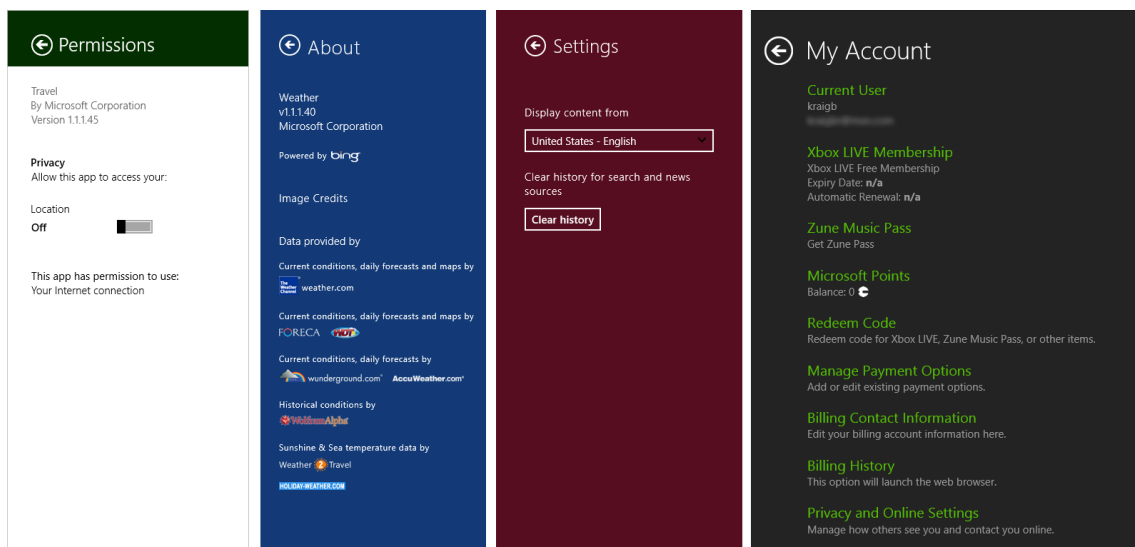 Permissions
Travel
By Microsoft Corporation
Version 1.1.1.45
Privacy
Allow this app to access your:
Location
Off
This app has permission to use:
Your Internet connection
About
Weather
v1.1.1.40
Microsoft Corporation
Powered by bing
Image Credits
Data provided by
Current conditions, daily forecasts and maps by
The Weather Channel weather.com
Current conditions, daily forecasts and maps by
FORECA WDT
Current conditions, daily forecasts by
wunderground.com AccuWeather.com
Historical conditions by
WolframAlpha
Sunshine & Sea temperature data by
Weather 2 Travel
HOLIDAY-WEATHER.COM
Settings
Display content from
United States - English
Clear history for search and news
sources
Clear history
My Account
Current User
kraigb
Xbox LIVE Membership
Xbox LIVE Free Membership
Expiry Date: n/a
Automatic Renewal: n/a
Zune Music Pass
Get Zune Pass
Microsoft Points
Balance: 0
Redeem Code
Redeem code for Xbox LIVE, Zune Music Pass, or other items.
Manage Payment Options
Add or edit existing payment options.
Billing Contact Information
Edit your billing account information here.
Billing History
This option will launch the web browser.
Privacy and Online Settings
Manage how others see you and contact you online.